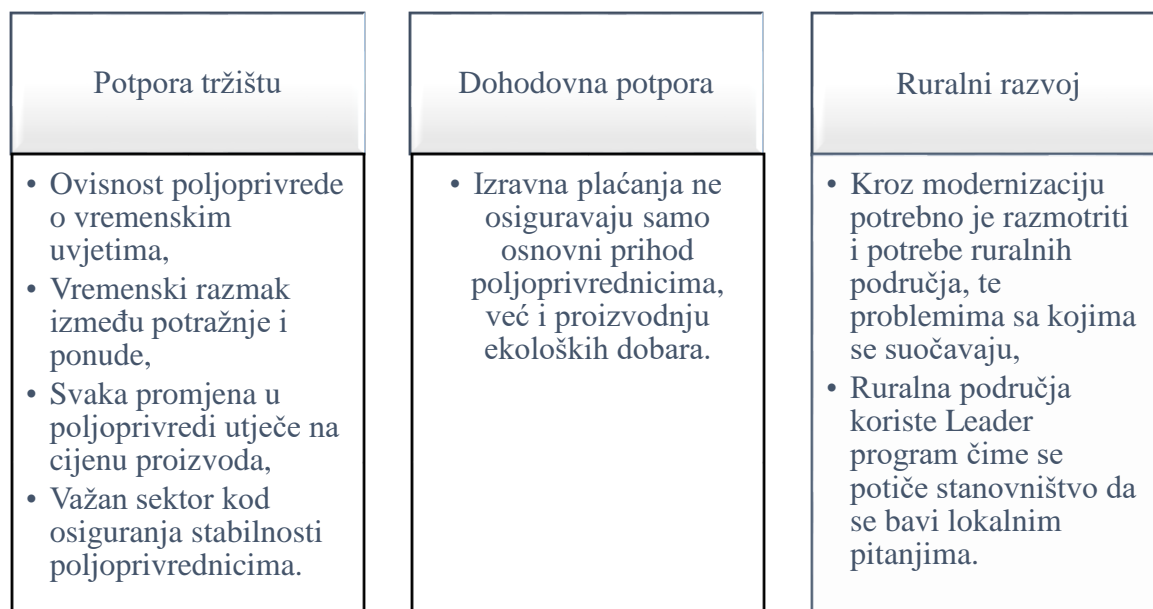 Potpora tržištu
• Ovisnost poljoprivrede
o vremenskim
uvjetima,
• Vremenski razmak
između potražnje i
ponude,
• Svaka promjena u
poljoprivredi utječe na
cijenu proizvoda,
• Važan sektor kod
osiguranja stabilnosti
poljoprivrednicima.
Dohodovna potpora
• Izravna plaćanja ne
osiguravaju samo
osnovni prihod
poljoprivrednicima,
već i proizvodnju
ekoloških dobara.
Ruralni razvoj
• Kroz modernizaciju
potrebno je razmotriti
i potrebe ruralnih
područja, te
problemima sa kojima
se suočavaju,
• Ruralna područja
koriste Leader
program čime se
potiče stanovništvo da
se bavi lokalnim
pitanjima.